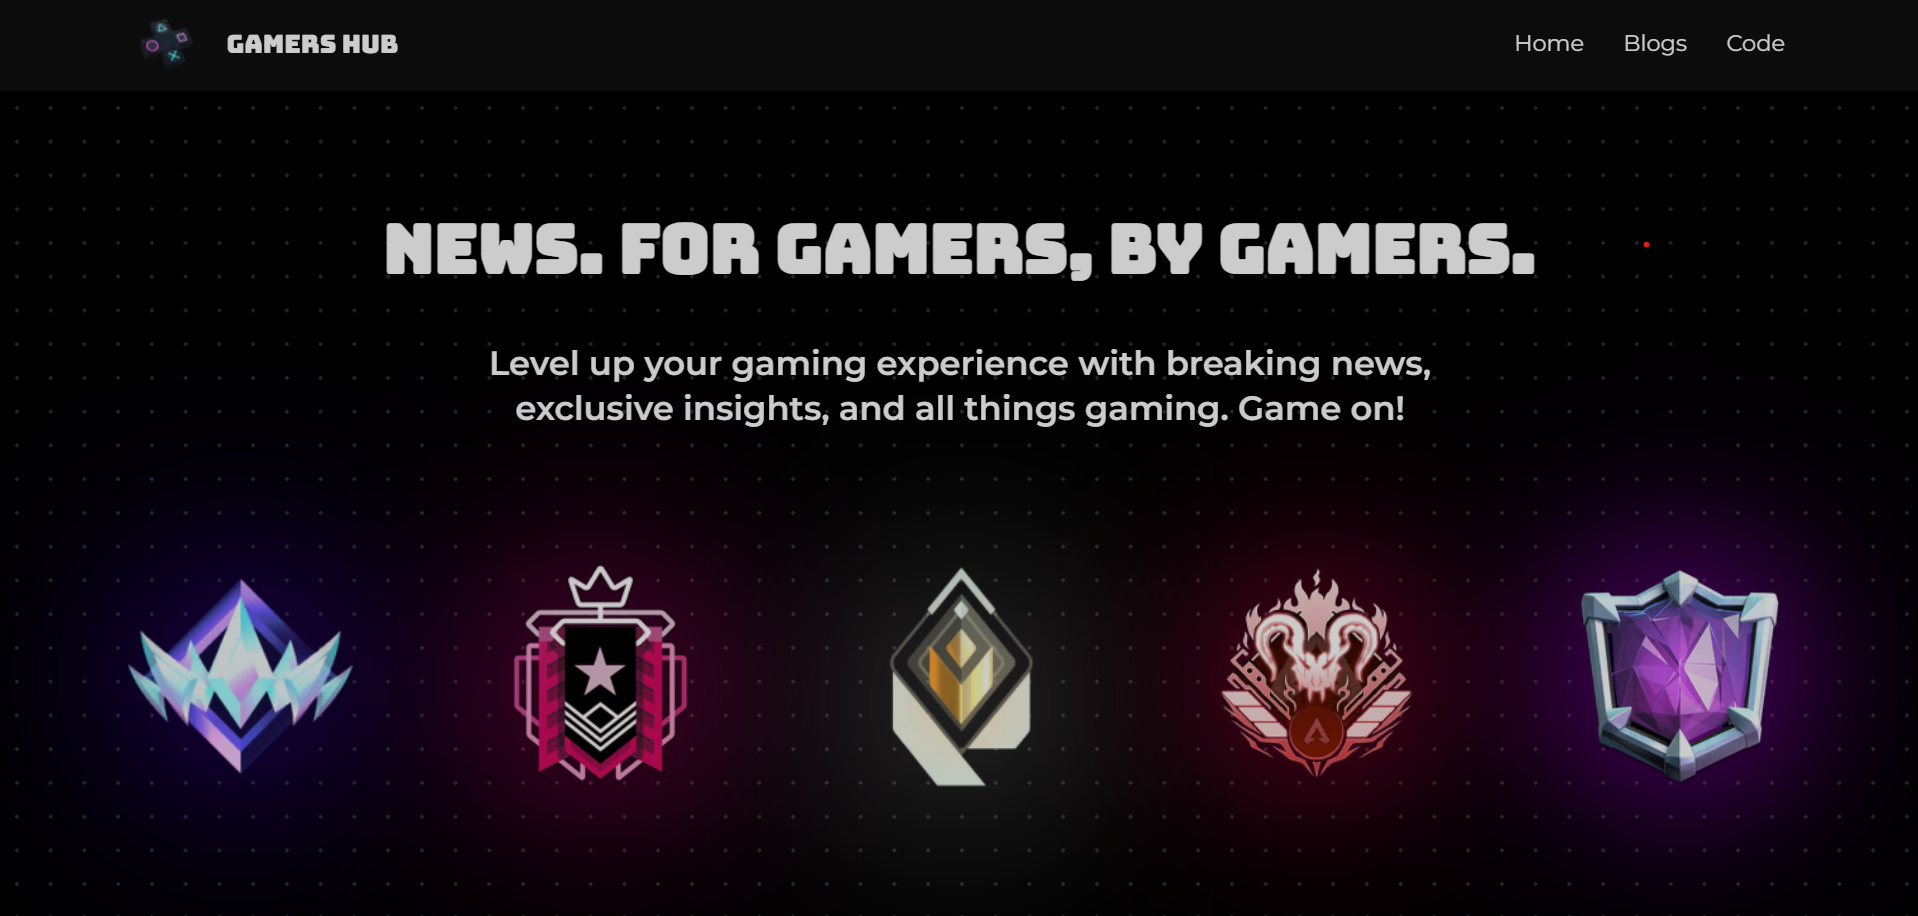 GAMERS HUB
Home
Blogs
Code
NEWS. FOR GAMERS, BY GAMERS.
Level up your gaming experience with breaking news,
exclusive insights, and all things gaming. Game on!